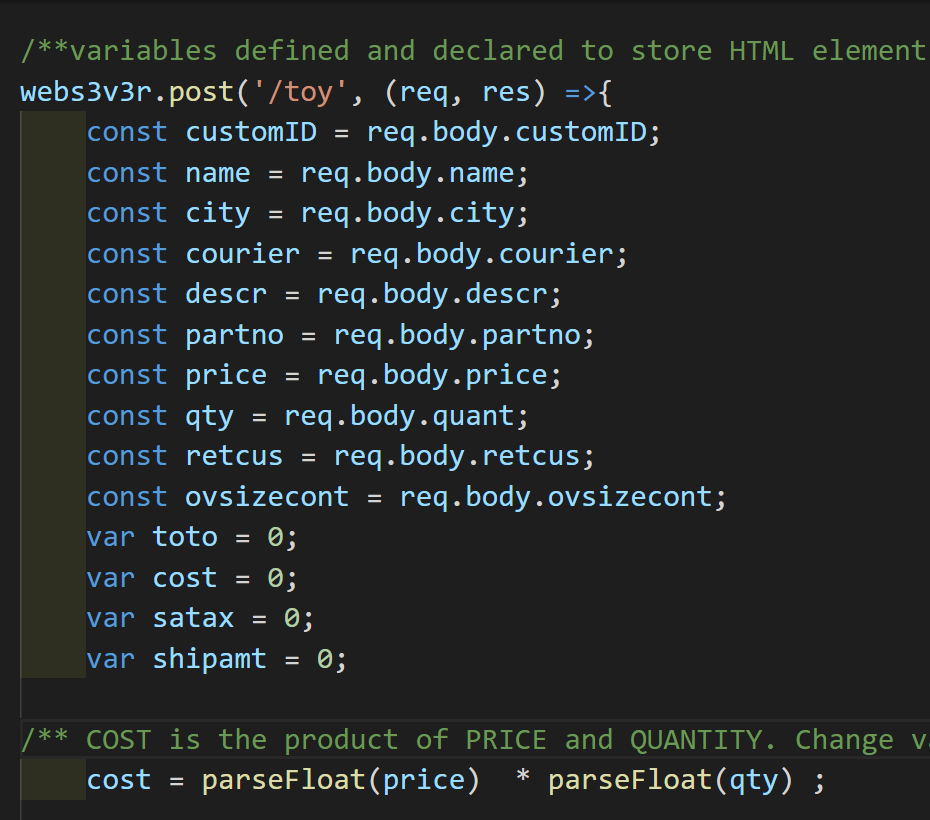 /**variables defined and declared to store HTML element
webs3v3r.post('/toy', (req, res) =>{
const customID = req.body.customID;
const name = req.body.name;
const city = req.body.city;
const courier = req.body.courier;
const descr = req.body.descr;
const partno = req.body.partno;
const price = req.body.price;
const qty = req.body.quant;
const retcus = req.body.retcus;
const ovsizecont = req.body.ovsizecont;
var toto = 0;
var cost = 0;
var satax = 0;
var shipamt = 0;
/** COST is the product of PRICE and QUANTITY. Change
cost = parseFloat(price)  * parseFloat(qty) ;